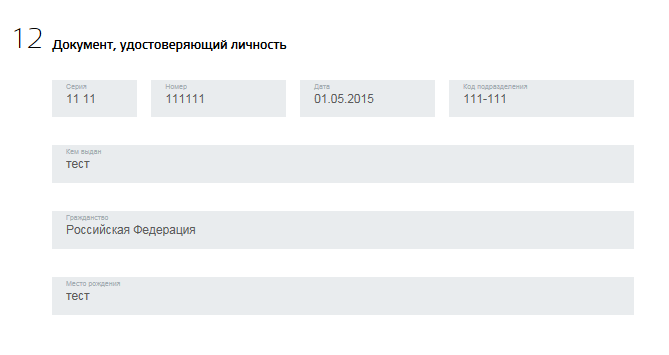 12 Документ, удостоверяющий личность
Серия Номер Дата Код подразделения
11 11 111111 01.05.2015 111-111
Кем выдан
тест
Гражданство
Российская Федерация
Место рождения
тест